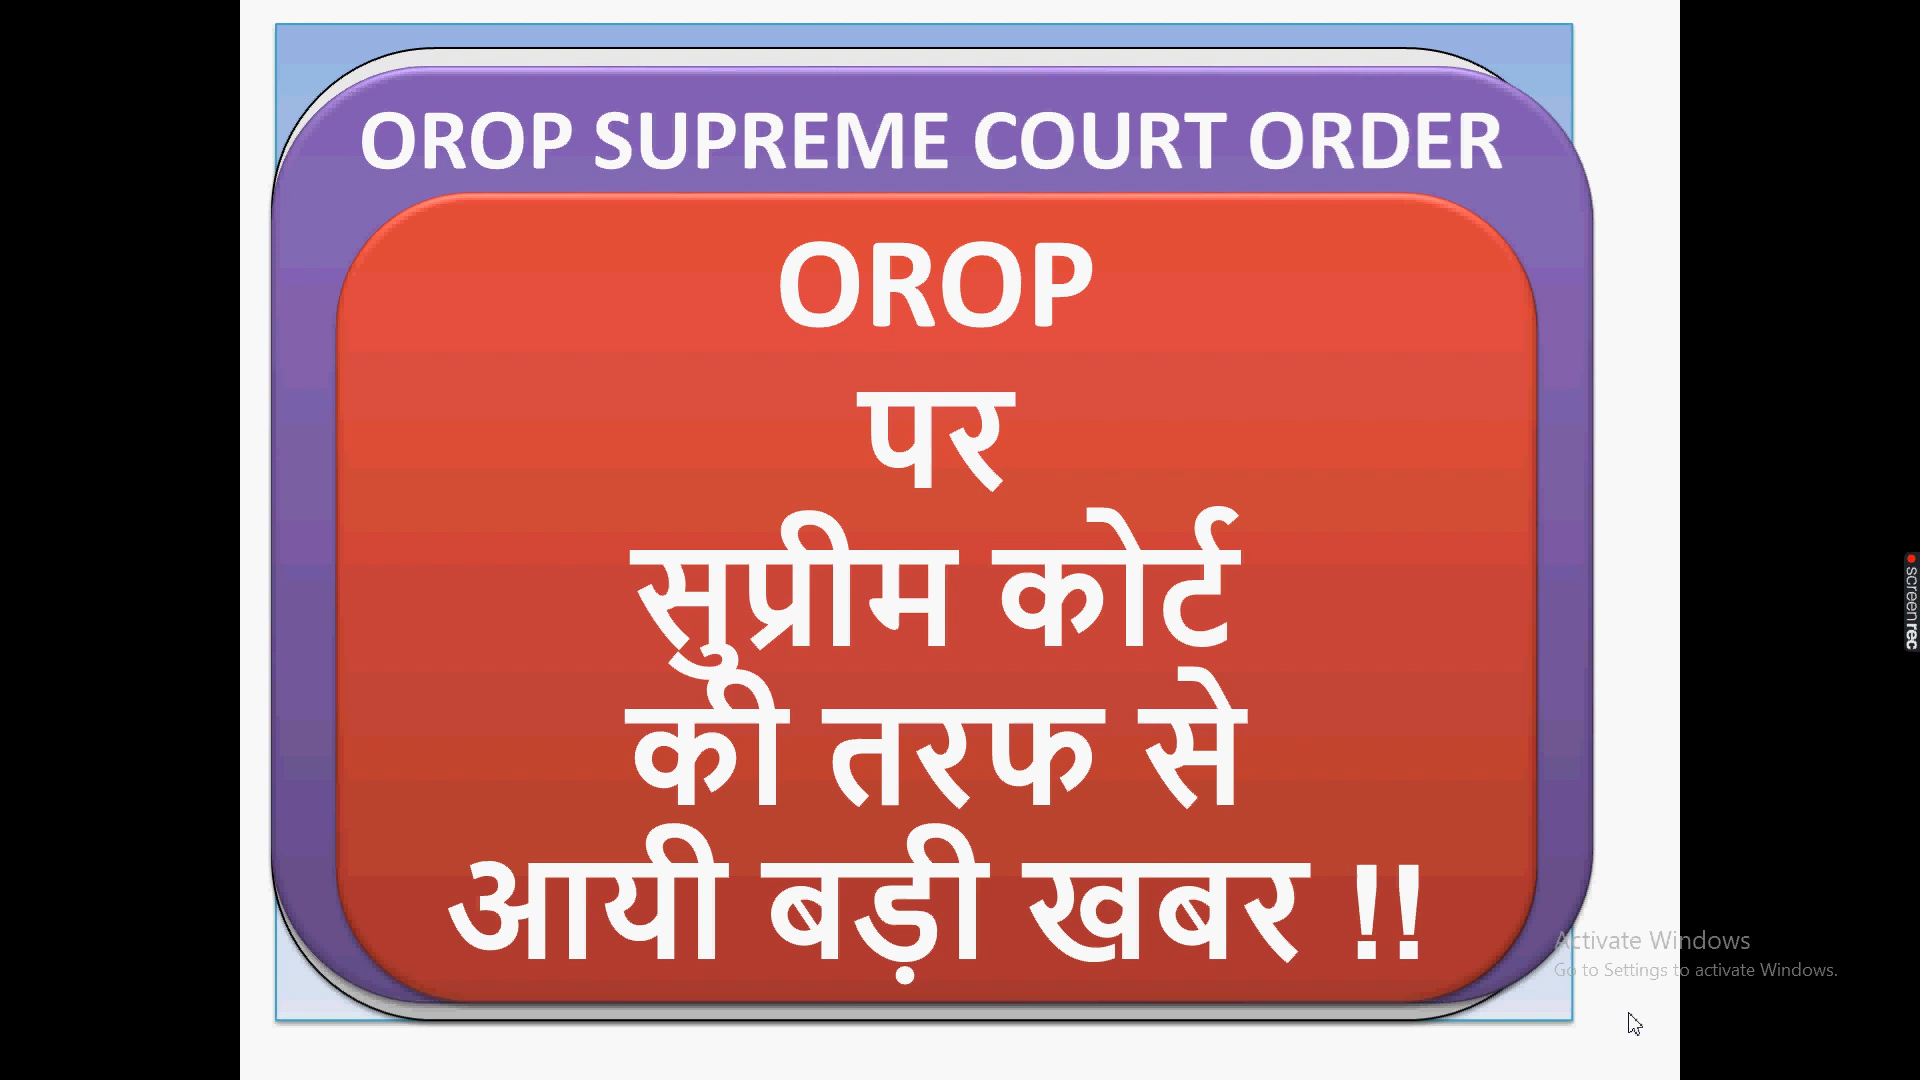 OROP SUPREME COURT ORDER
OROP
पर
सुप्रीम कोर्ट
की तरफ से
आयी बड़ी खबर !!
Activate Windows
Go to Settings to activate Windows.
screenrec